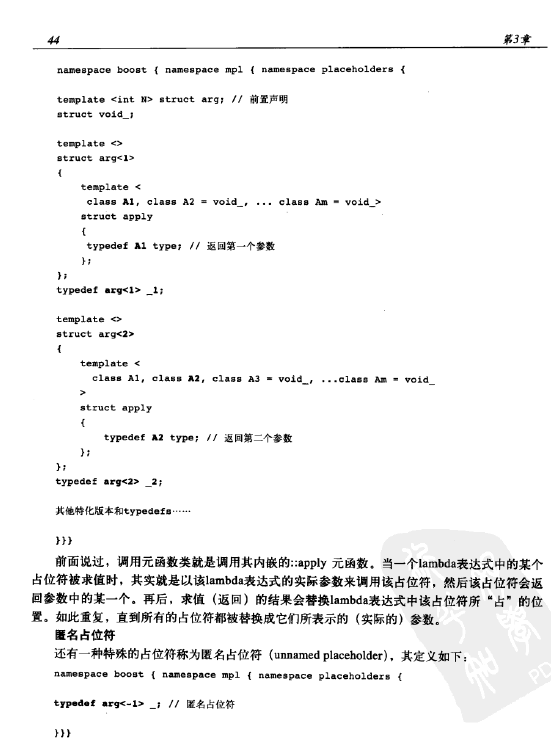 44 第3章
namespace boost { namespace mpl { namespace placeholders {
template <int N> struct arg; // 前置声明
struct void_;
template <>
struct arg<1>
{
template <
class A1, class A2 = void_, ... class Am = void_>
struct apply
{
typedef A1 type; // 返回第一个参数
};
};
typedef arg<1> _1;
template <>
struct arg<2>
{
template <
class A1, class A2, class A3 = void_, ...class Am = void_
>
struct apply
{
typedef A2 type; // 返回第二个参数
};
};
typedef arg<2> _2;
其他特化版本和typedefs……
}}}
前面说过，调用元函数类就是调用其内嵌的::apply 元函数。当一个lambda表达式中的某个
占位符被求值时，其实就是以该lambda表达式的实际参数来调用该占位符，然后该占位符会返
回参数中的某一个。再后，求值（返回）的结果会替换lambda表达式中该占位符所“占”的位
置。如此重复，直到所有的占位符都被替换成它们所表示的（实际的）参数。
匿名占位符
还有一种特殊的占位符称为匿名占位符（unnamed placeholder），其定义如下：
namespace boost { namespace mpl { namespace placeholders {
typedef arg<-1> _; // 匿名占位符
}}}
PD